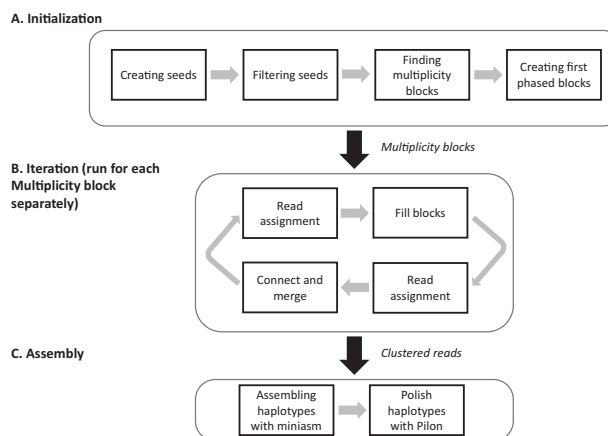 A. Initialization
Creating seeds
Filtering seeds
Finding
multiplicity
blocks
Creating first
phased blocks
Multiplicity blocks
B. Iteration (run for each
Multiplicity block
separately)
Read
assignment
Fill blocks
Connect and
merge
Read
assignment
Clustered reads
C. Assembly
Assembling
haplotypes
with miniasm
Polish
haplotypes
with Pilon